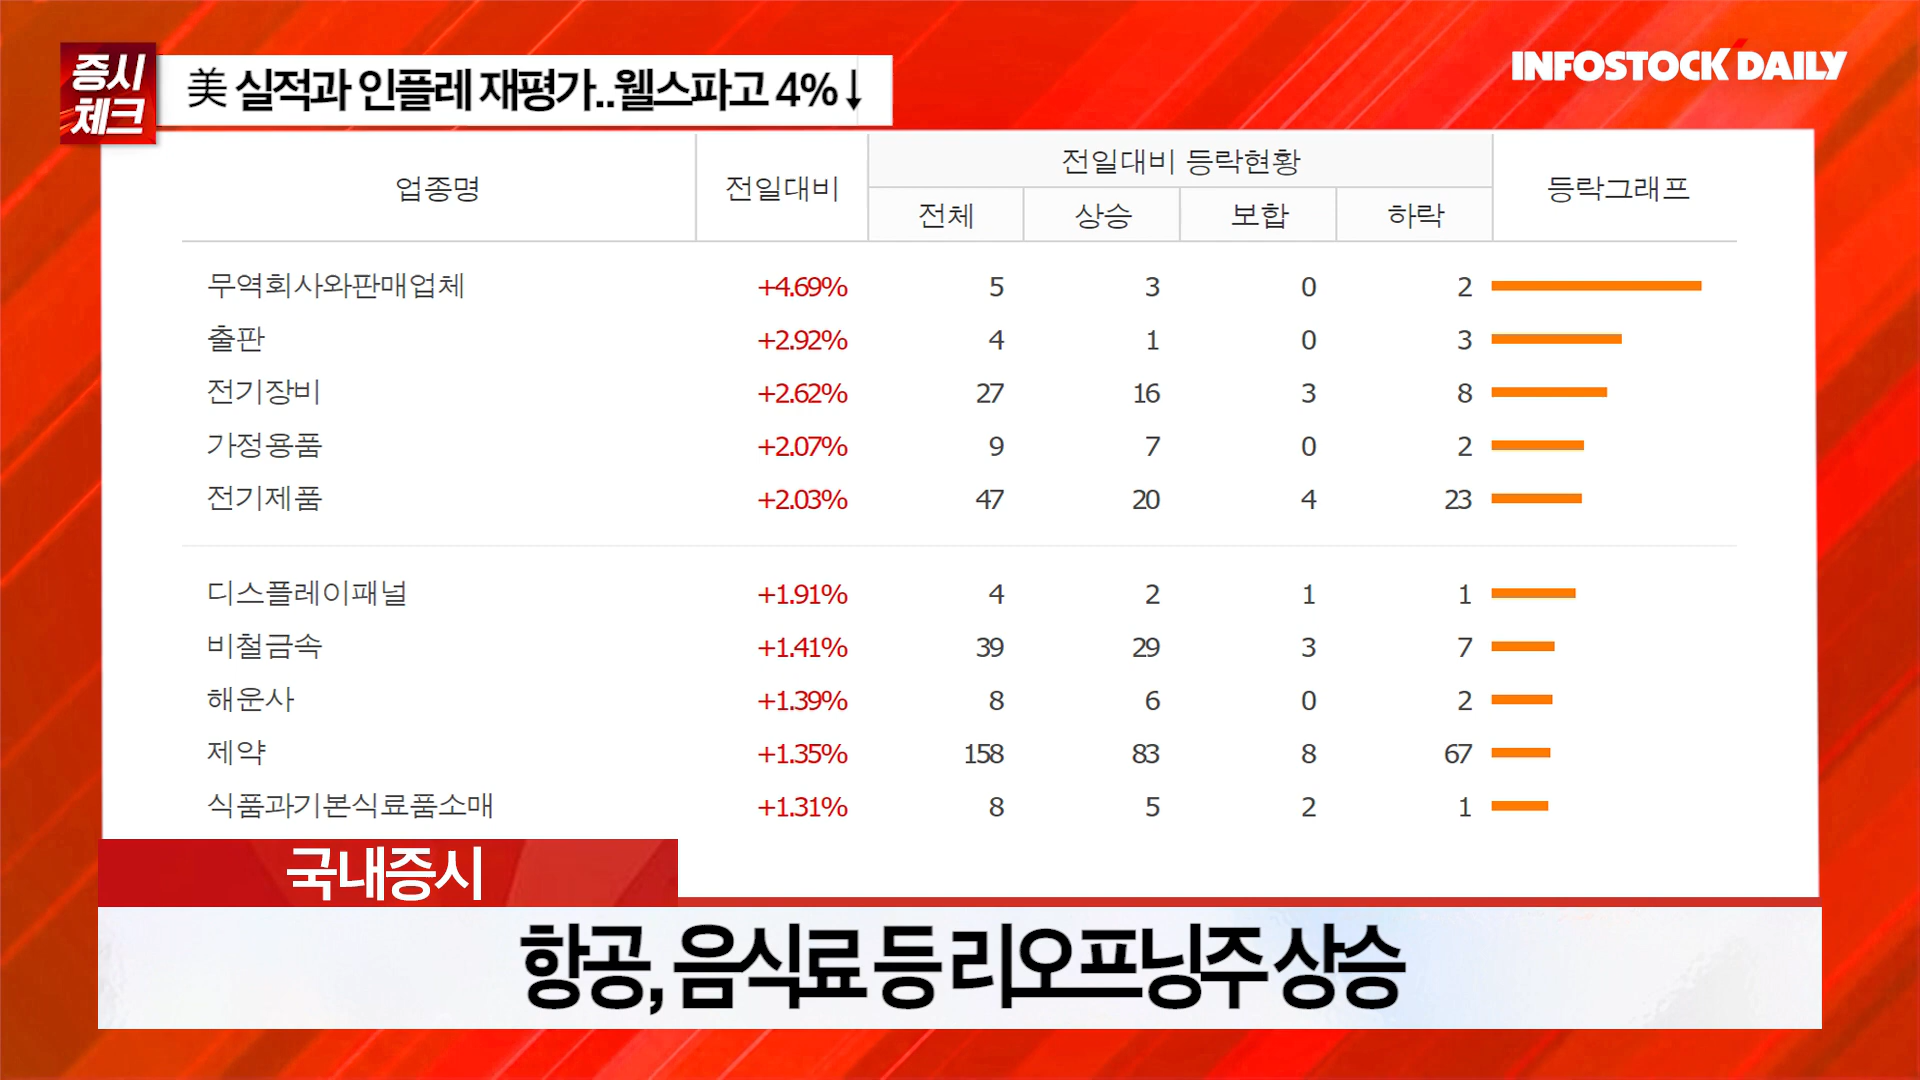 증시
체크
美 실적과 인플레 재평가..웰스파고 4%↓
INFOSTOCK DAILY
업종명 전일대비 전일대비 등락현황 등락그래프
전체 상승 보합 하락
무역회사와판매업체 +4.69% 5 3 0 2
출판 +2.92% 4 1 0 3
전기장비 +2.62% 27 16 3 8
가정용품 +2.07% 9 7 0 2
전기제품 +2.03% 47 20 4 23
디스플레이패널 +1.91% 4 2 1 1
비철금속 +1.41% 39 29 3 7
해운사 +1.39% 8 6 0 2
제약 +1.35% 158 83 8 67
식품과기본식료품소매 +1.31% 8 5 2 1
국내증시
항공, 음식료 등 리오프닝주 상승